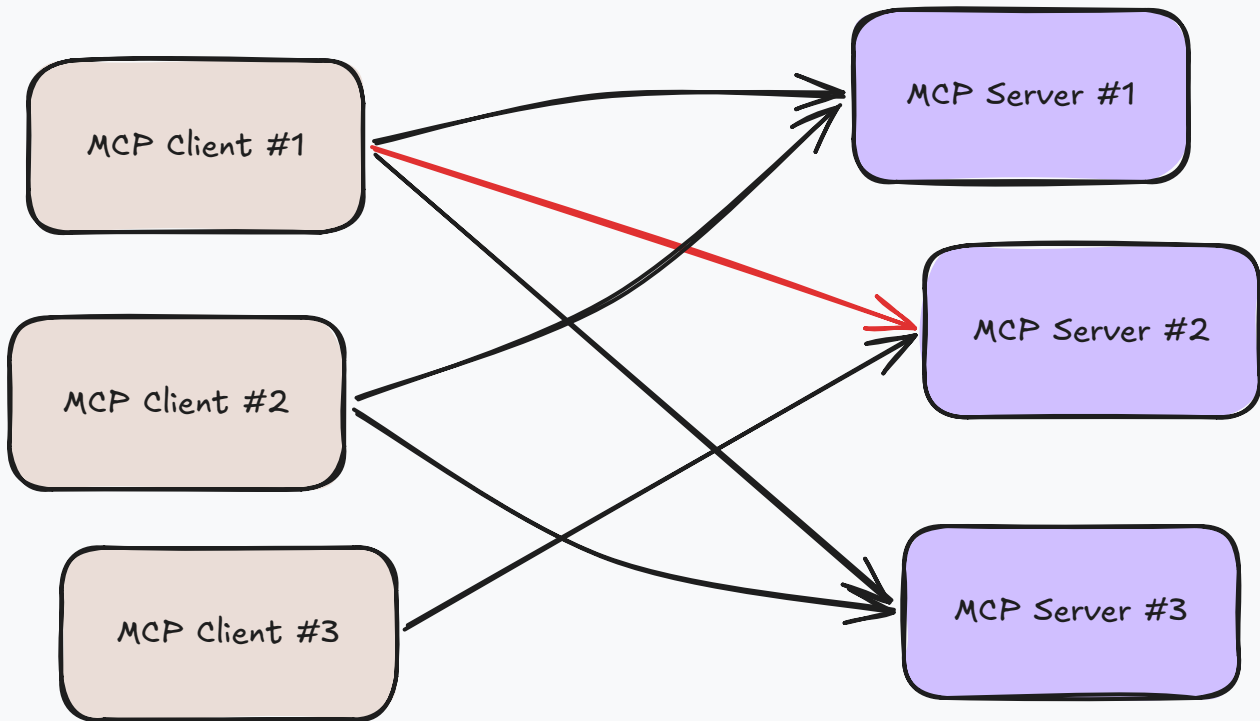 MCP Client #1
MCP Server #1
MCP Server #2
MCP Client #2
MCP Server #3
MCP Client #3